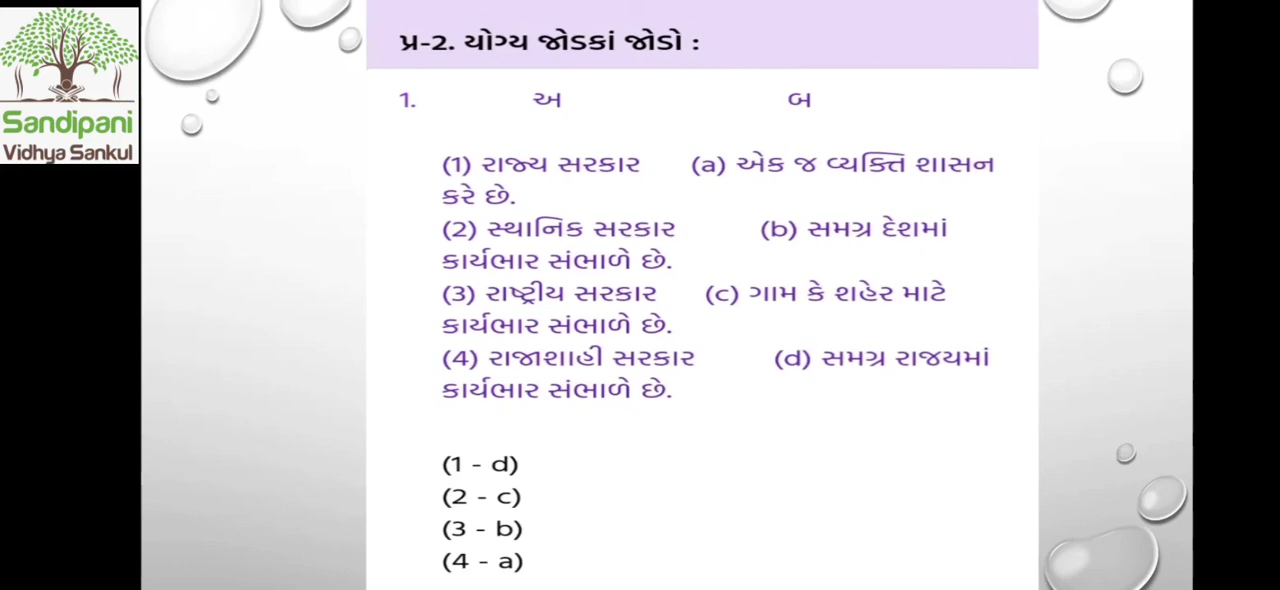 Sandipani
Vidhya Sankul
પ્ર-2. યોગ્ય જોડકાં જોડો :
1. અ બ
(1) રાજ્ય સરકાર (a) એક જ વ્યક્તિ શાસન
કરે છે.
(2) સ્થાનિક સરકાર (b) સમગ્ર દેશમાં
કાર્યભાર સંભાળે છે.
(3) રાષ્ટ્રીય સરકાર (c) ગામ કે શહેર માટે
કાર્યભાર સંભાળે છે.
(4) રાજાશાહી સરકાર (d) સમગ્ર રાજયમાં
કાર્યભાર સંભાળે છે.
(1 - d)
(2 - c)
(3 - b)
(4 - a)